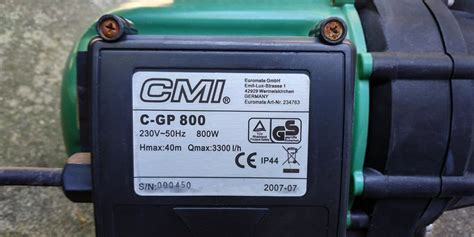 CMI®
Euromate GmbH
Emil-Lux-Strasse 1
42929 Wermelskirchen
GERMANY
Euromate Art-Nr: 234763
C-GP 800
230V~50Hz 800W
Hmax:40m Qmax:3300 l/h
TÜV GS
CE IP44
S/N: 000450
2007-07